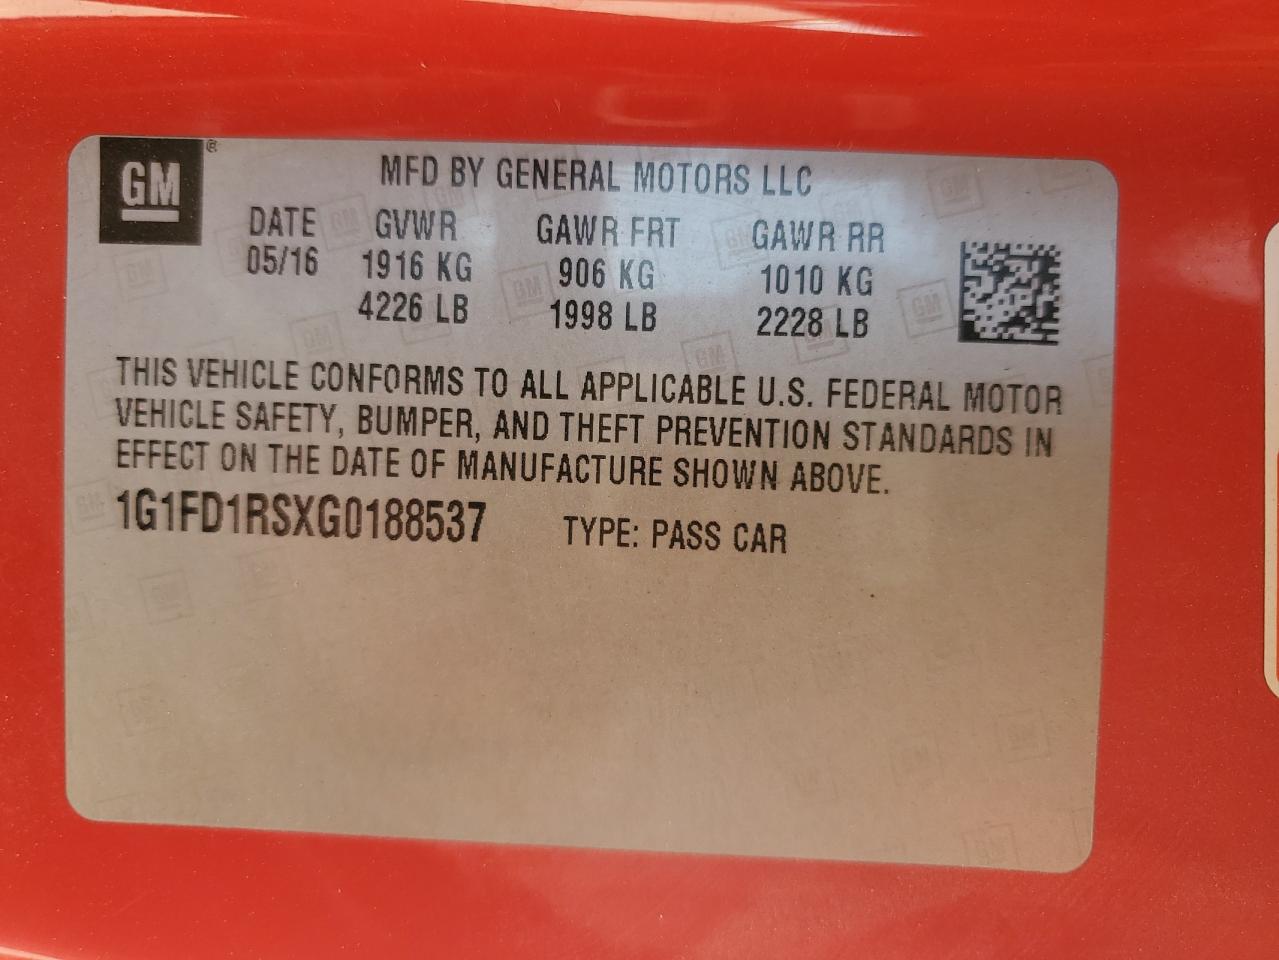 GM ®
MFD BY GENERAL MOTORS LLC
DATE GVWR GAWR FRT GAWR RR
05/16 1916 KG 906 KG 1010 KG
4226 LB 1998 LB 2228 LB
THIS VEHICLE CONFORMS TO ALL APPLICABLE U.S. FEDERAL MOTOR
VEHICLE SAFETY, BUMPER, AND THEFT PREVENTION STANDARDS IN
EFFECT ON THE DATE OF MANUFACTURE SHOWN ABOVE.
1G1FD1RSXG0188537 TYPE: PASS CAR